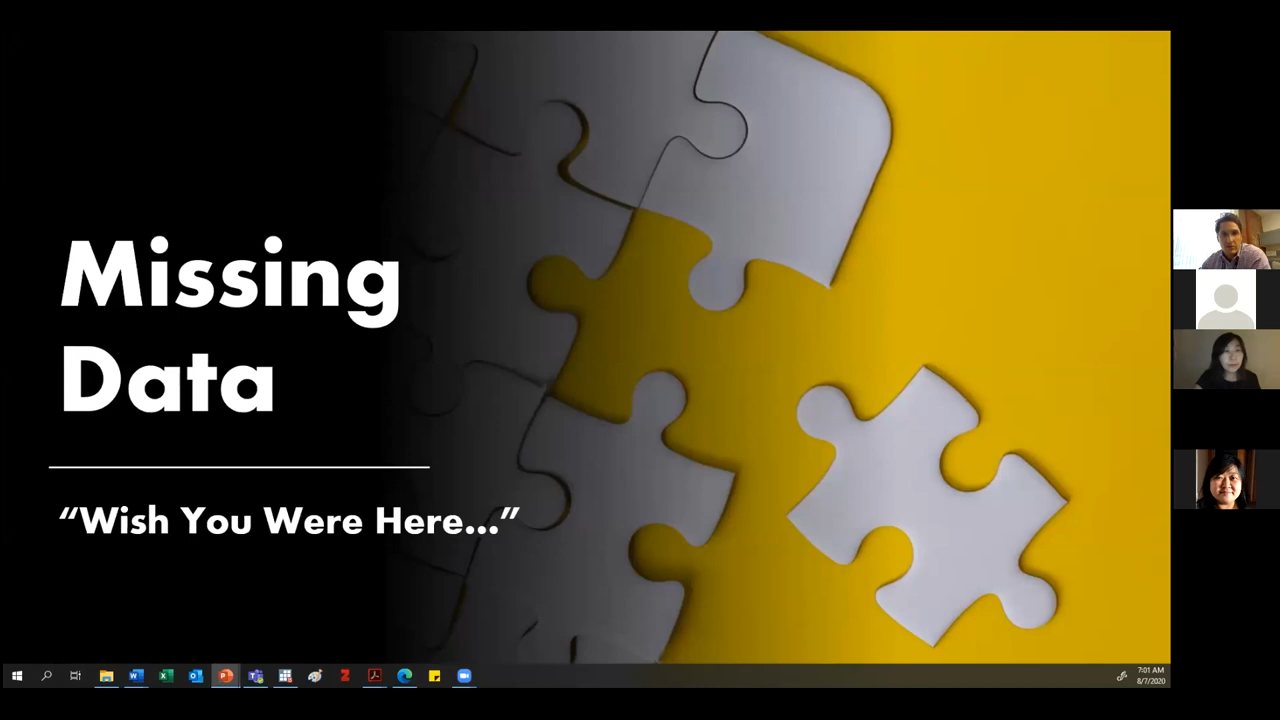 Missing
Data
“Wish You Were Here...”
7:01 AM
8/7/2020